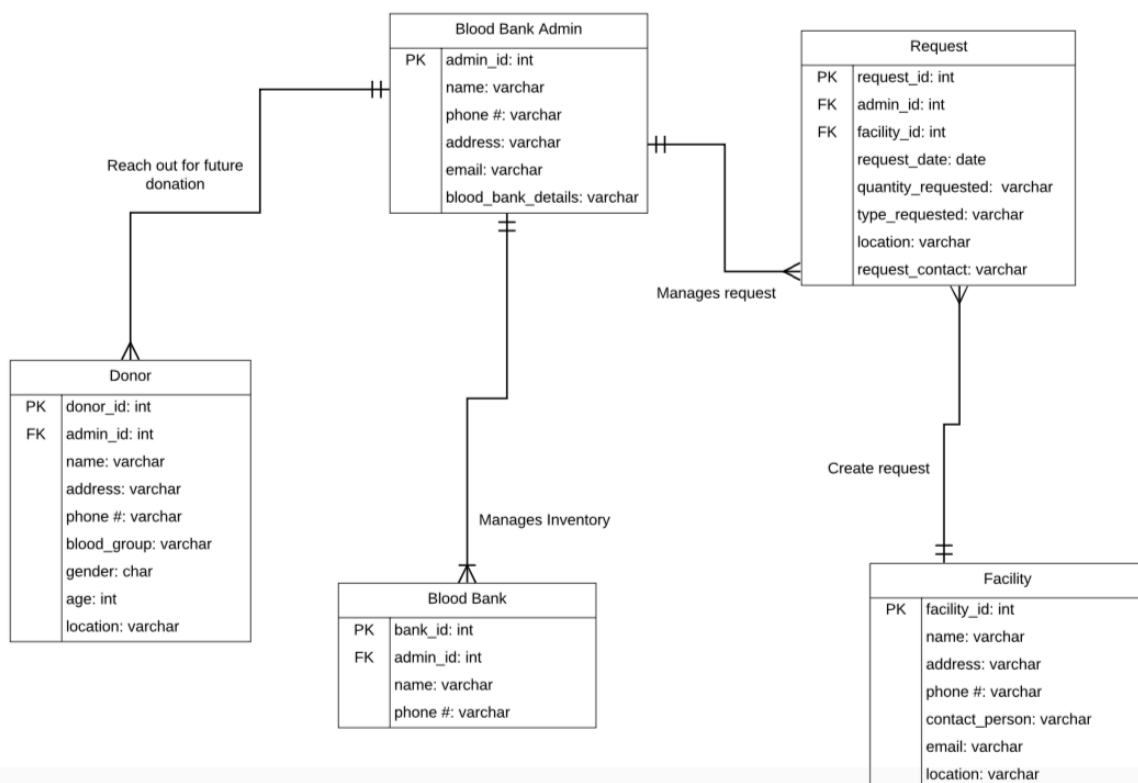 Blood Bank Admin
PK admin_id: int
name: varchar
phone #: varchar
address: varchar
email: varchar
blood_bank_details: varchar
Request
PK request_id: int
FK admin_id: int
FK facility_id: int
request_date: date
quantity_requested: varchar
type_requested: varchar
location: varchar
request_contact: varchar
Reach out for future
donation
Manages request
Donor
PK donor_id: int
FK admin_id: int
name: varchar
address: varchar
phone #: varchar
blood_group: varchar
gender: char
age: int
location: varchar
Manages Inventory
Create request
Blood Bank
PK bank_id: int
FK admin_id: int
name: varchar
phone #: varchar
Facility
PK facility_id: int
name: varchar
address: varchar
phone #: varchar
contact_person: varchar
email: varchar
location: varchar